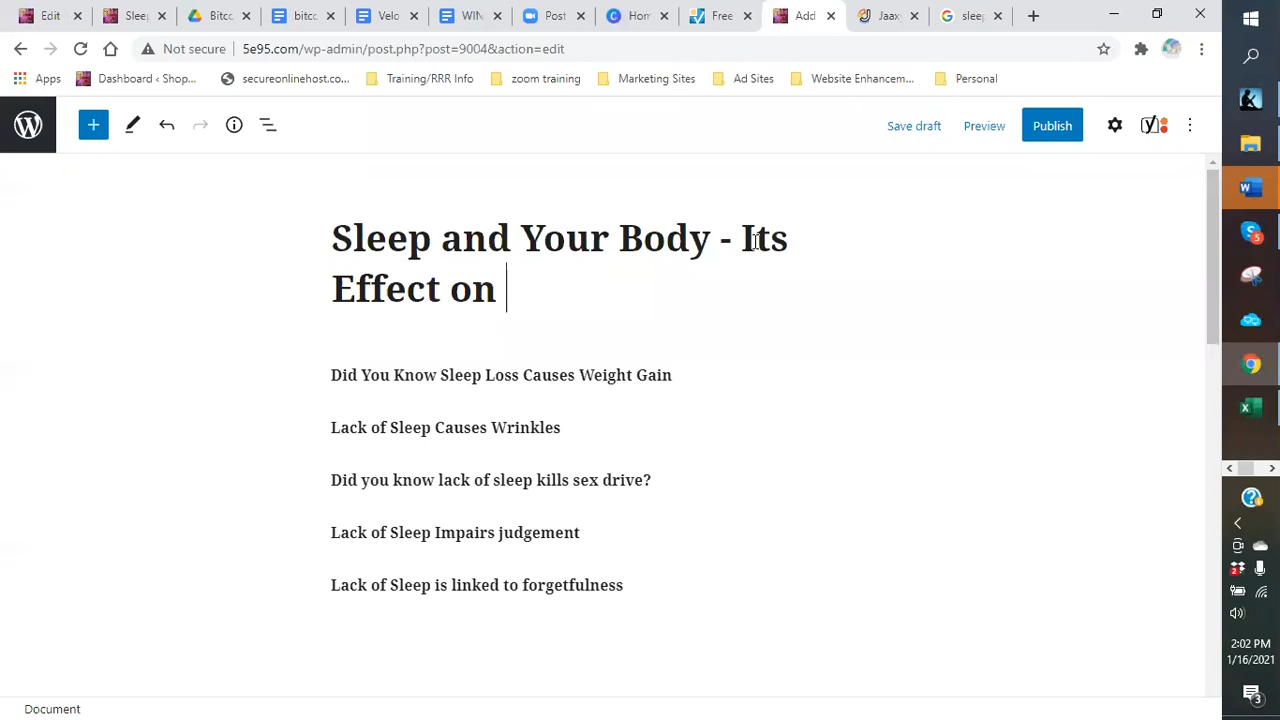 Edit
Sleep
Bitcc
bitcc
Velo
WIN
Post
Hom
Free
Add
Jaaxy
sleep
Not secure
5e95.com/wp-admin/post.php?post=9004&action=edit
Apps
Dashboard ‹ Shop...
secureonlinehost.co...
Training/RRR Info
zoom training
Marketing Sites
Ad Sites
Website Enhancem...
Personal
Save draft
Preview
Publish
Sleep and Your Body - Its
Effect on
Did You Know Sleep Loss Causes Weight Gain
Lack of Sleep Causes Wrinkles
Did you know lack of sleep kills sex drive?
Lack of Sleep Impairs judgement
Lack of Sleep is linked to forgetfulness
Document
2:02 PM
1/16/2021
3